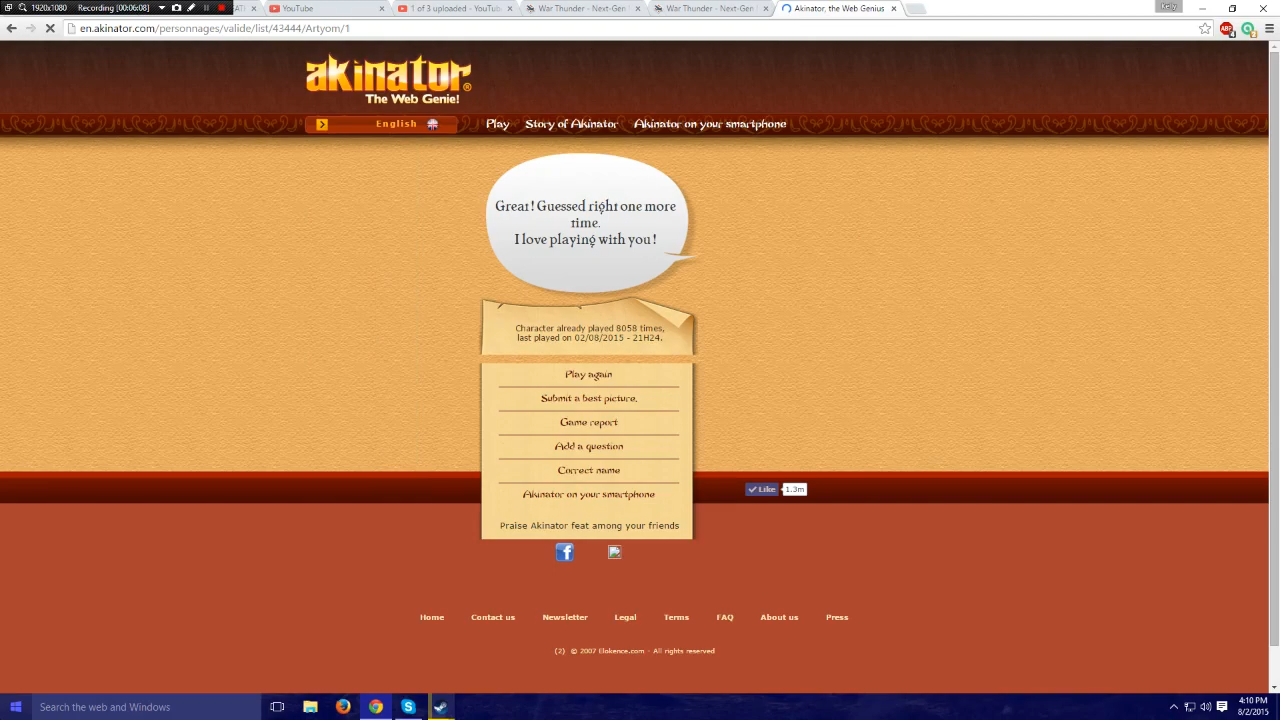 1920x1080 Recording [00:05:08]
YouTube
1 of 3 uploaded - YouTube
War Thunder - Next-Gen
War Thunder - Next-Gen
Akinator, the Web Genius
Kelly
en.akinator.com/personnages/valide/list/43444/Artyom/1
ABP
akinator®
The Web Genie!
English
Play Story of Akinator Akinator on your smartphone
Great! Guessed right one more
time.
I love playing with you!
Character already played 8058 times,
last played on 02/08/2015 - 21H24.
Play again
Submit a best picture.
Game report
Add a question
Correct name
Akinator on your smartphone
Like 1.3m
Praise Akinator feat among your friends
Home Contact us Newsletter Legal Terms FAQ About us Press
(2) © 2007 Elokence.com - All rights reserved
Search the web and Windows
4:10 PM
8/2/2015